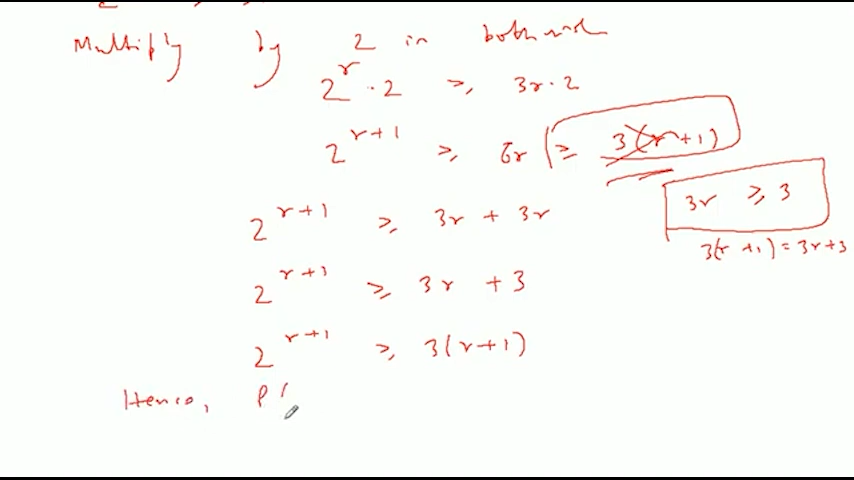 Multiply by 2 in both
2^r · 2 ≥ 3r · 2
2^(r+1) ≥ 6r ≥ 3(r+1)
3r ≥ 3
3(r+1) = 3r+3
2^(r+1) ≥ 3r + 3r
2^(r+1) ≥ 3r + 3
2^(r+1) ≥ 3(r+1)
Hence, P(